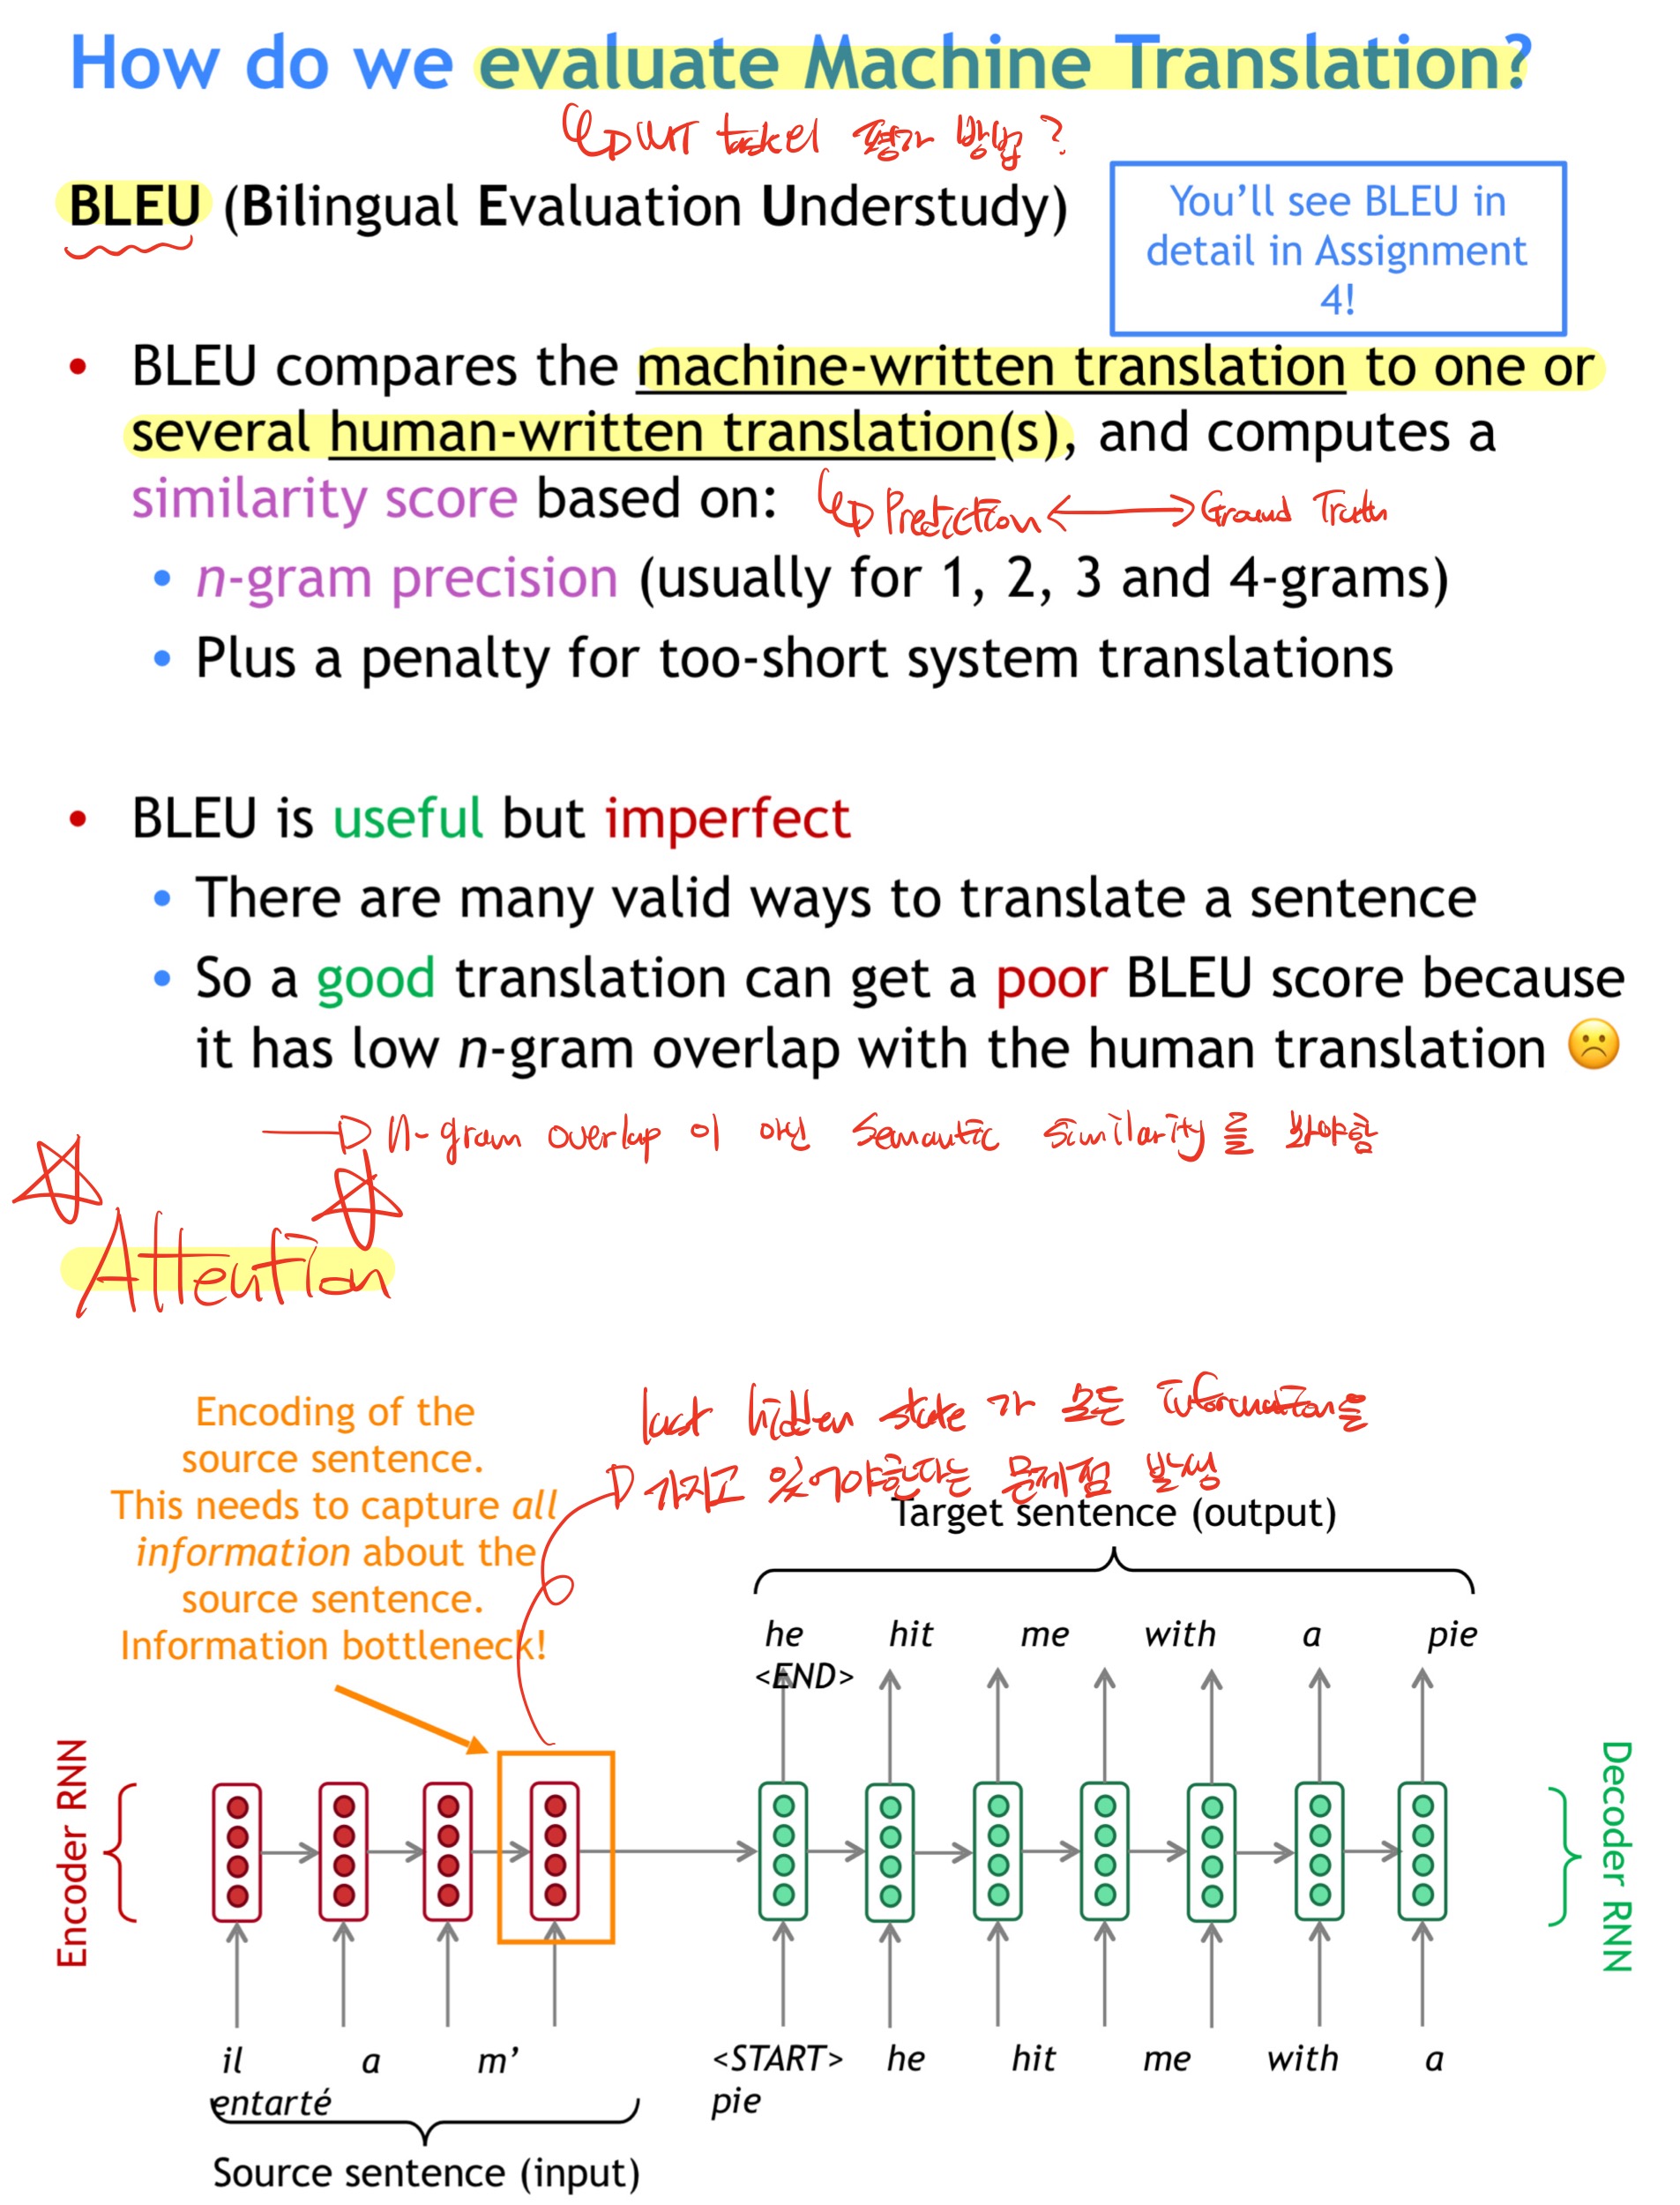 How do we evaluate Machine Translation?
MT task의 평가 방법?
BLEU (Bilingual Evaluation Understudy)
You'll see BLEU in
detail in Assignment
4!
• BLEU compares the machine-written translation to one or
several human-written translation(s), and computes a
similarity score based on:
Prediction ↔ Ground Truth
• n-gram precision (usually for 1, 2, 3 and 4-grams)
• Plus a penalty for too-short system translations
• BLEU is useful but imperfect
• There are many valid ways to translate a sentence
• So a good translation can get a poor BLEU score because
it has low n-gram overlap with the human translation ☹️
→ N-gram overlap 이 아닌 Semantic Similarity를 봐야함
Attention
last hidden state가 모든 information을
가지고 있어야한다는 문제점 발생
Encoding of the
source sentence.
This needs to capture all
information about the
source sentence.
Information bottleneck!
Target sentence (output)
he hit me with a pie
<END>
Encoder RNN
Decoder RNN
il a m'
entarté
<START> he hit me with a
pie
Source sentence (input)